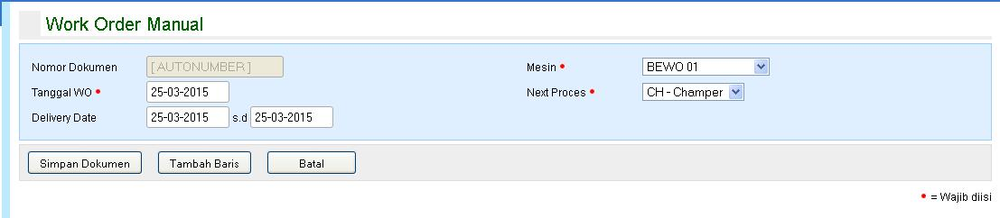 Work Order Manual
Nomor Dokumen [ AUTONUMBER ] Mesin • BEWO 01
Tanggal WO • 25-03-2015 Next Proces • CH - Champer
Delivery Date 25-03-2015 s.d 25-03-2015
Simpan Dokumen Tambah Baris Batal
• = Wajib diisi